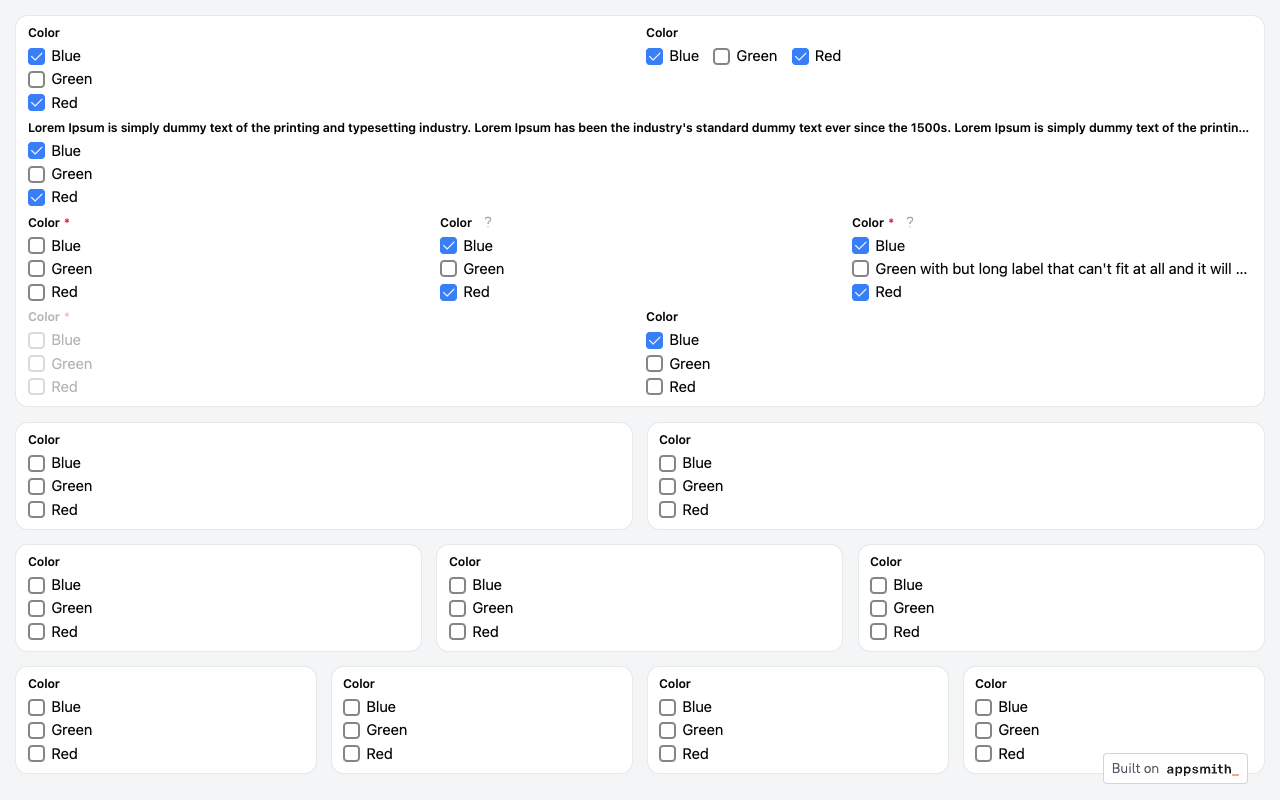 Color
Blue
Green
Red
Color
Blue Green Red
Lorem Ipsum is simply dummy text of the printing and typesetting industry. Lorem Ipsum has been the industry's standard dummy text ever since the 1500s. Lorem Ipsum is simply dummy text of the printin...
Blue
Green
Red
Color *
Blue
Green
Red
Color ?
Blue
Green
Red
Color * ?
Blue
Green with but long label that can't fit at all and it will ...
Red
Color *
Blue
Green
Red
Color
Blue
Green
Red
Color
Blue
Green
Red
Color
Blue
Green
Red
Color
Blue
Green
Red
Color
Blue
Green
Red
Color
Blue
Green
Red
Color
Blue
Green
Red
Color
Blue
Green
Red
Color
Blue
Green
Red
Color
Blue
Green
Red
Built on appsmith_